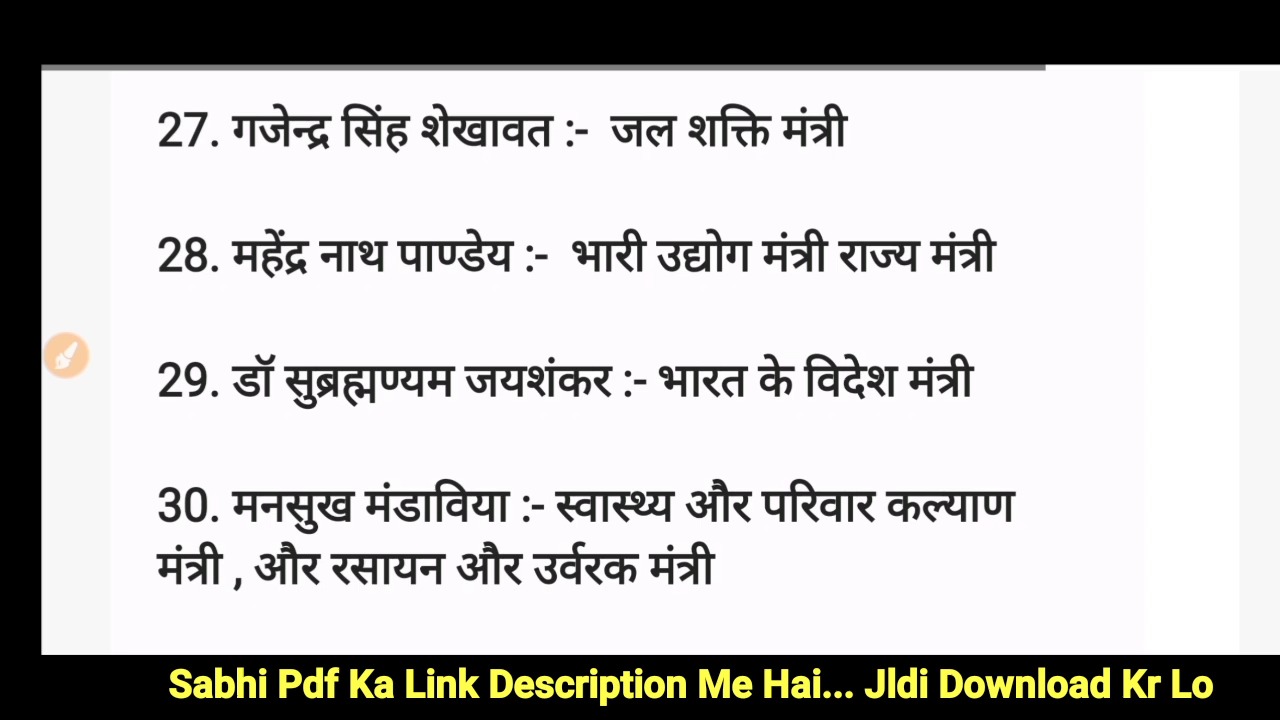 27. गजेन्द्र सिंह शेखावत :- जल शक्ति मंत्री
28. महेंद्र नाथ पाण्डेय :- भारी उद्योग मंत्री राज्य मंत्री
29. डॉ सुब्रह्मण्यम जयशंकर :- भारत के विदेश मंत्री
30. मनसुख मंडाविया :- स्वास्थ्य और परिवार कल्याण
मंत्री , और रसायन और उर्वरक मंत्री
Sabhi Pdf Ka Link Description Me Hai... Jldi Download Kr Lo